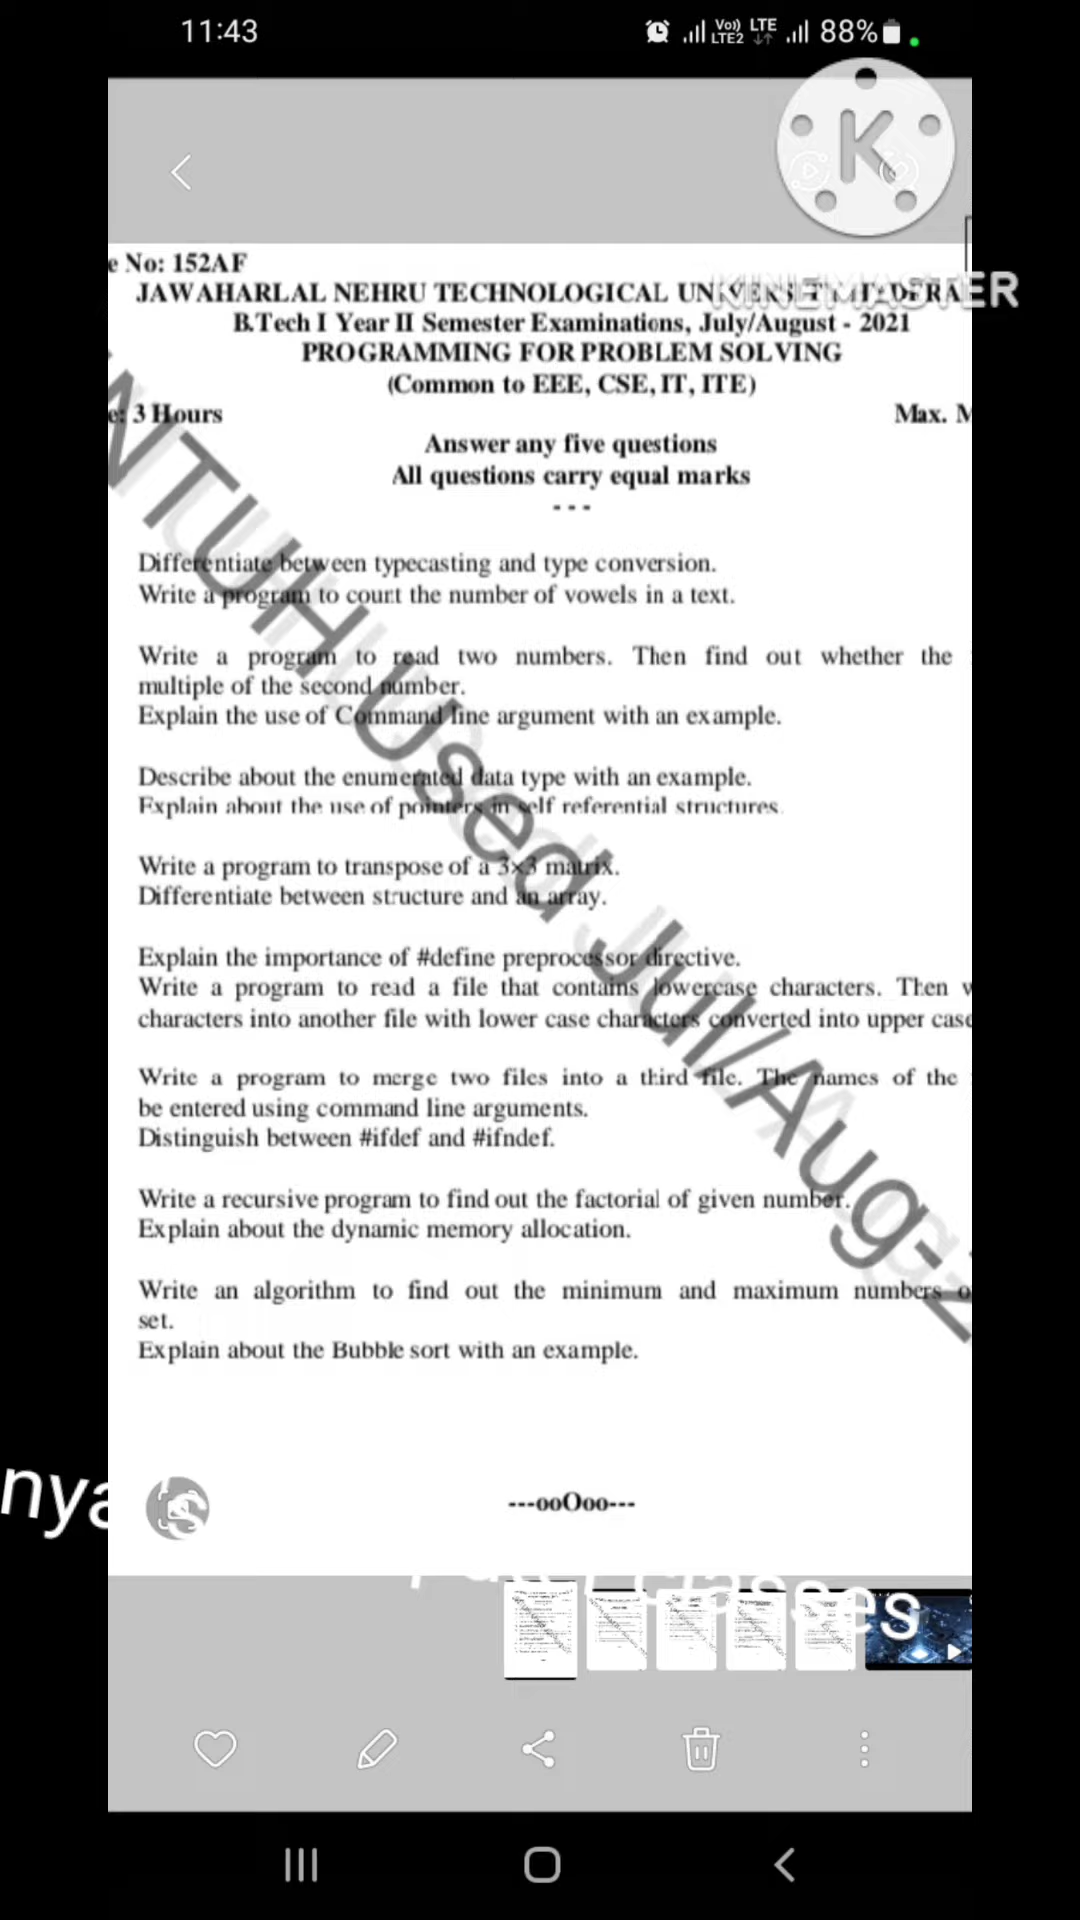 11:43
Vo)) LTE
LTE2
88%
K
KINEMASTER
e No: 152AF
JAWAHARLAL NEHRU TECHNOLOGICAL
B.Tech I Year II Semester Examinations, July/August - 2021
PROGRAMMING FOR PROBLEM SOLVING
(Common to EEE, CSE, IT, ITE)
e: 3 Hours
Max. M
Answer any five questions
All questions carry equal marks
- - -
Differentiate between typecasting and type conversion.
Write a program to count the number of vowels in a text.
Write a program to read two numbers. Then find out whether the
multiple of the second number.
Explain the use of Command line argument with an example.
Describe about the enumerated data type with an example.
Explain about the use of pointers in self referential structures.
Write a program to transpose of a 3×3 matrix.
Differentiate between structure and an array.
Explain the importance of #define preprocessor directive.
Write a program to read a file that contains lowercase characters. Then w
characters into another file with lower case characters converted into upper case
Write a program to merge two files into a third file. The names of the
be entered using command line arguments.
Distinguish between #ifdef and #ifndef.
Write a recursive program to find out the factorial of given number.
Explain about the dynamic memory allocation.
Write an algorithm to find out the minimum and maximum numbers o
set.
Explain about the Bubble sort with an example.
NTUH Used Jul/Aug-2
---ooOoo---
nya
Classes